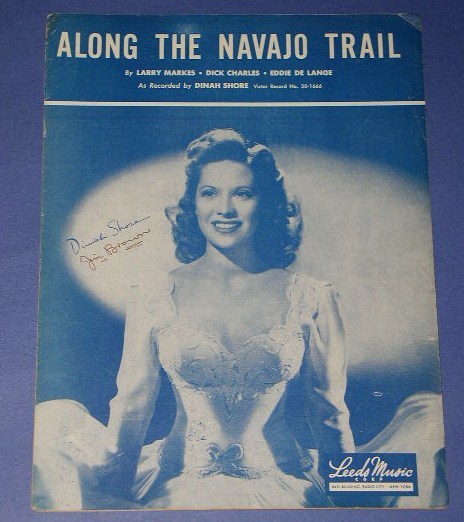 ALONG THE NAVAJO TRAIL
By LARRY MARKES • DICK CHARLES • EDDIE DE LANGE
As Recorded by DINAH SHORE Victor Record No. 20-1666
Dinah Shore
Jim Brown
Leeds Music
CORP
RKO BUILDING, RADIO CITY • NEW YORK